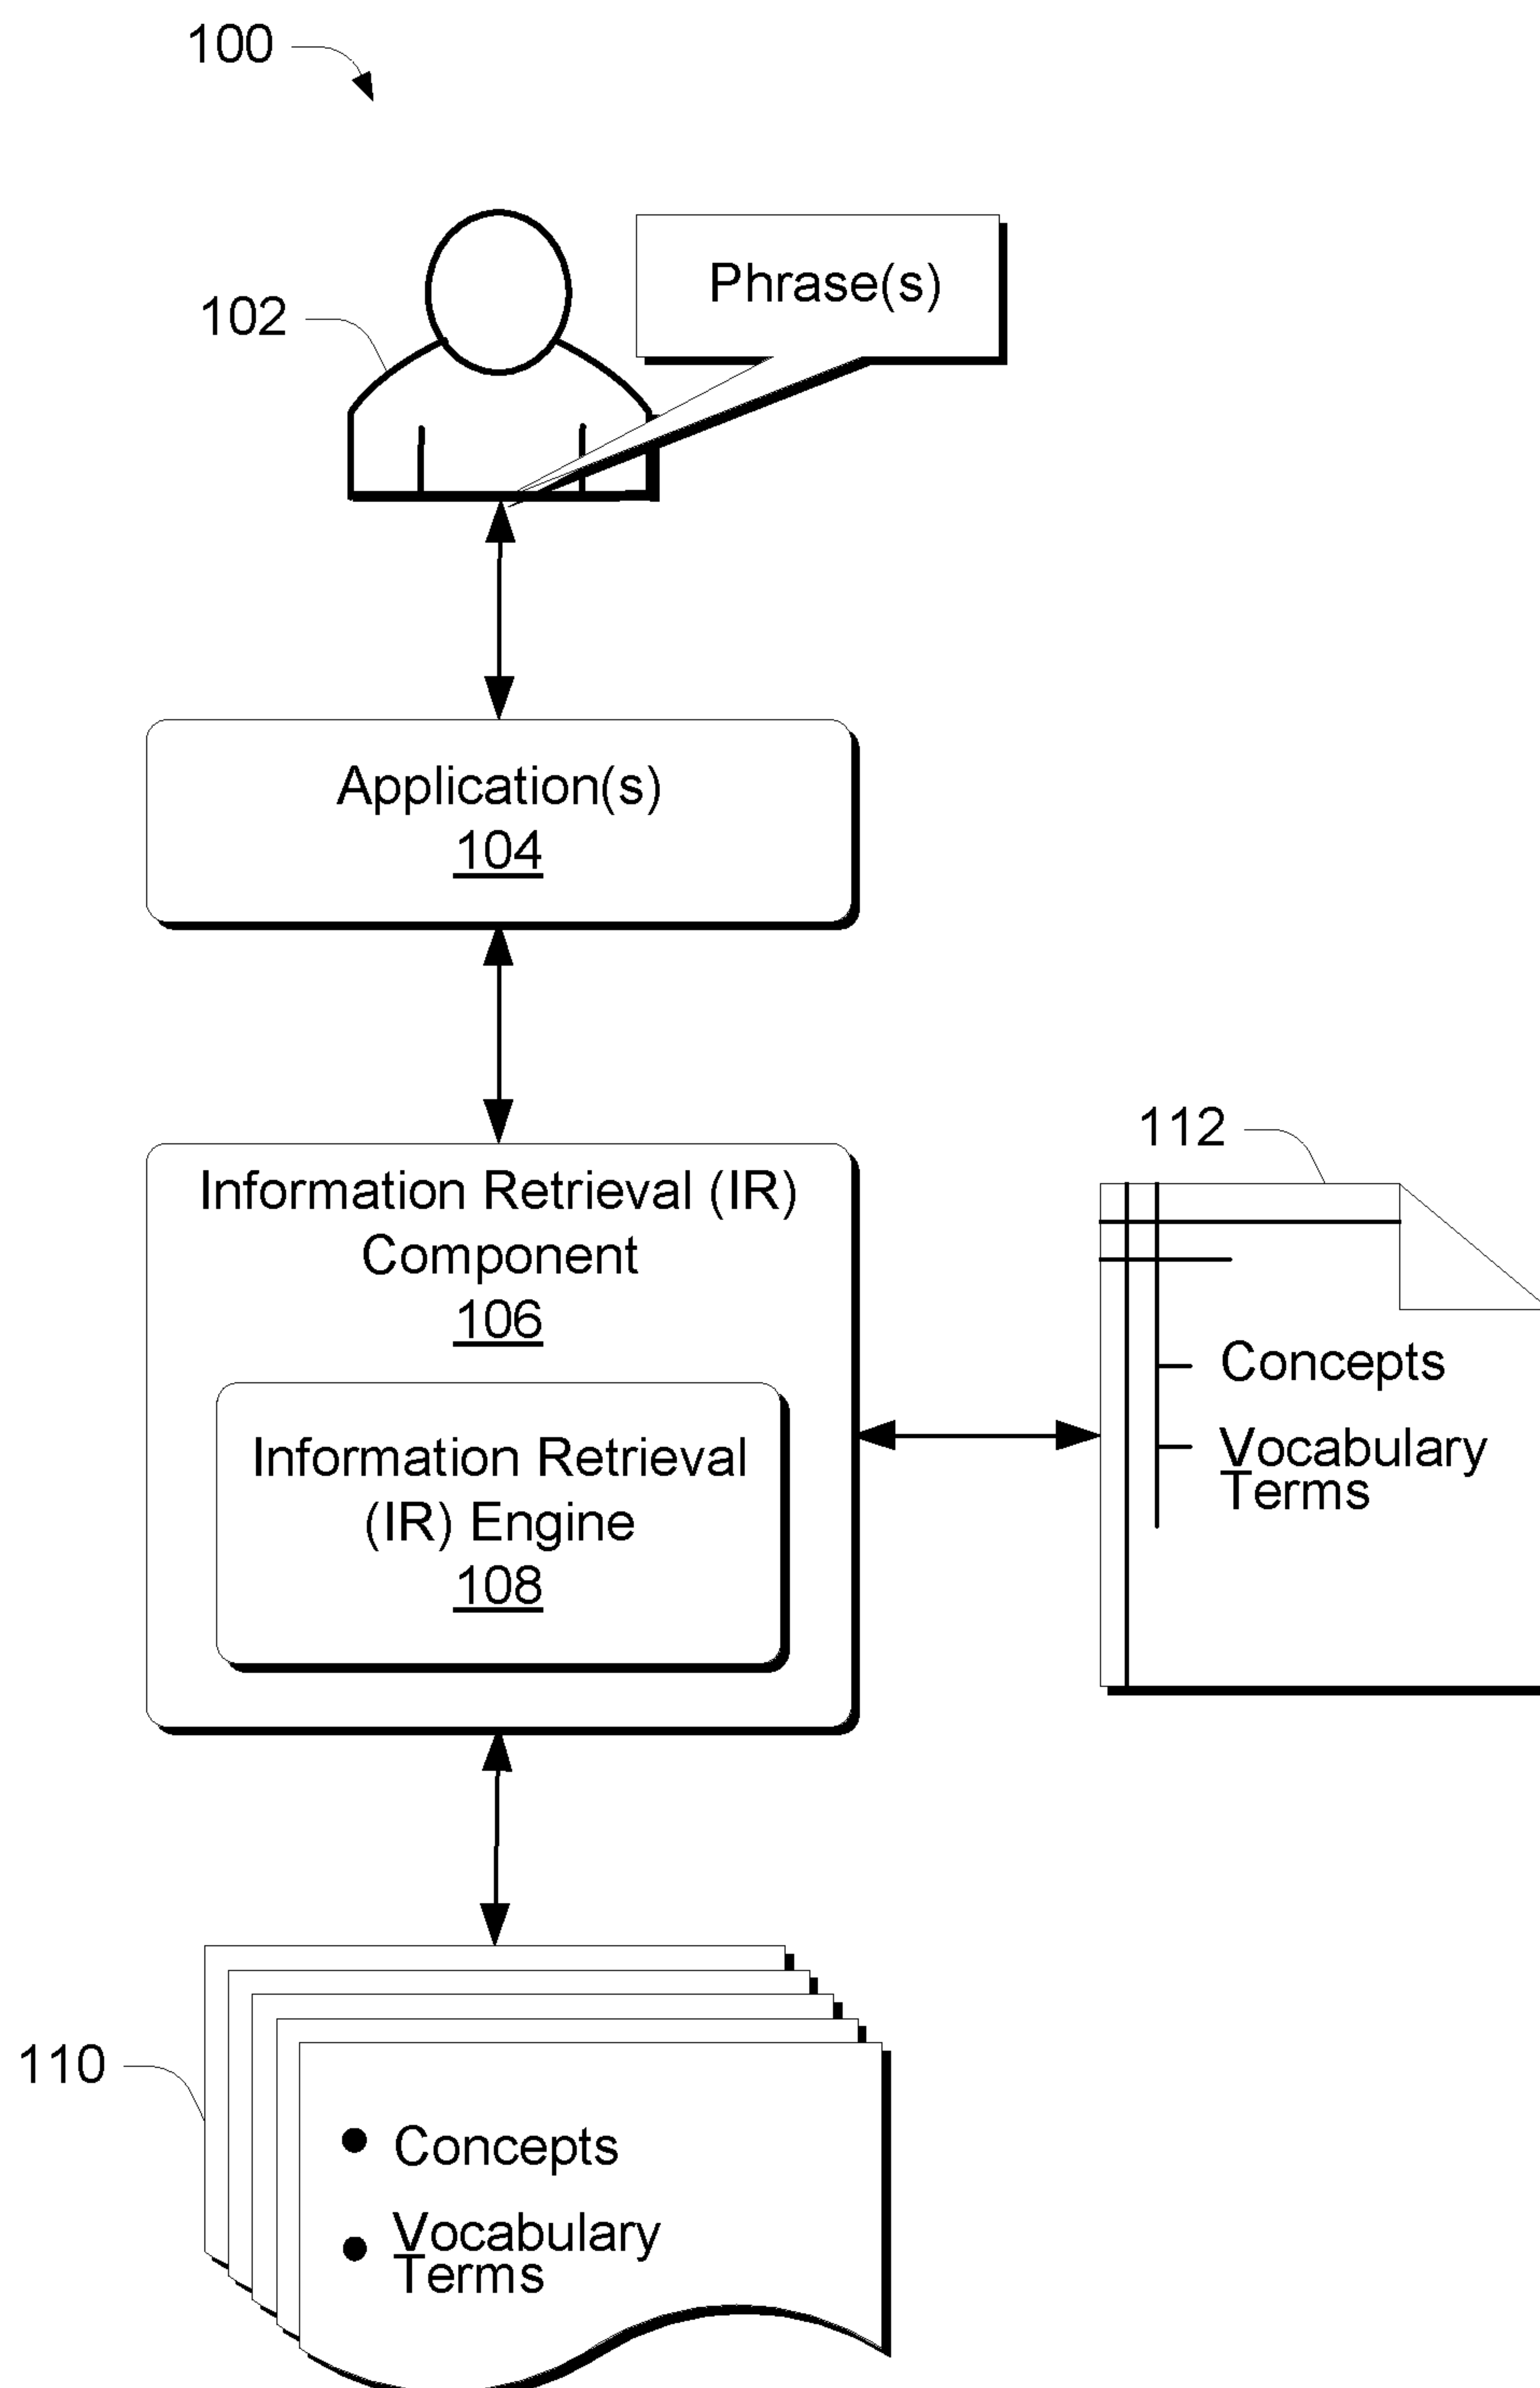 100
102
Phrase(s)
Application(s)
104
Information Retrieval (IR)
Component
106
Information Retrieval
(IR) Engine
108
112
Concepts
Vocabulary
Terms
110
Concepts
Vocabulary
Terms